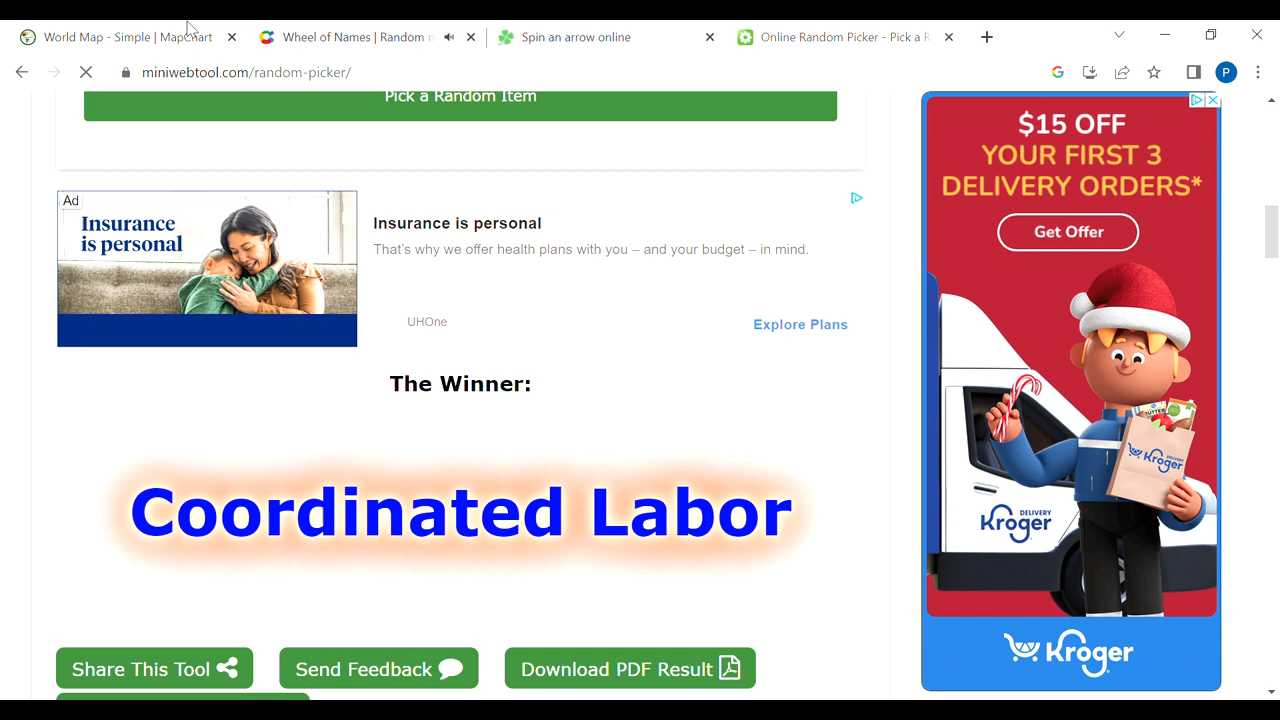 World Map - Simple | MapChart
Wheel of Names | Random n
Spin an arrow online
Online Random Picker - Pick a R
miniwebtool.com/random-picker/
G
P
Pick a Random Item
Ad
Insurance
is personal
Insurance is personal
That's why we offer health plans with you – and your budget – in mind.
UHOne
Explore Plans
The Winner:
Coordinated Labor
Share This Tool
Send Feedback
Download PDF Result
$15 OFF
YOUR FIRST 3
DELIVERY ORDERS*
Get Offer
BUTTER
DELIVERY
Kroger
DELIVERY
Kroger
Kroger